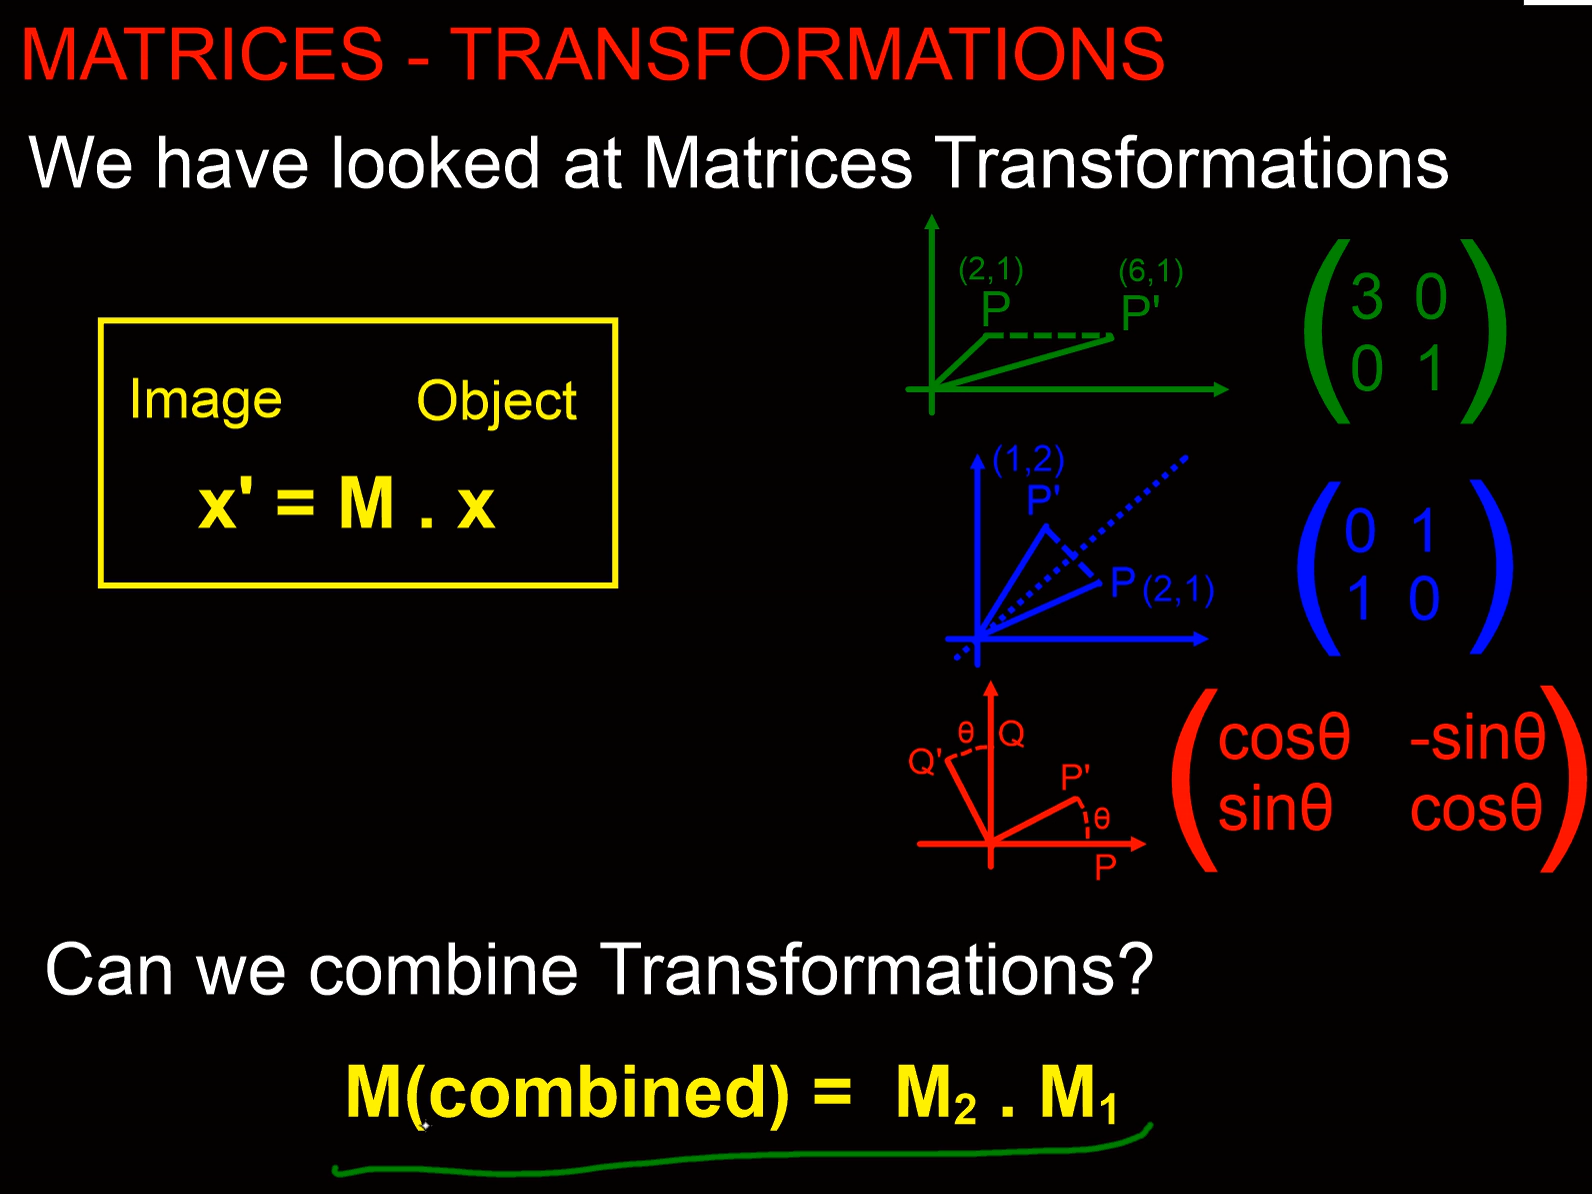 MATRICES - TRANSFORMATIONS
We have looked at Matrices Transformations
(2,1) (6,1)
P P'
3 0
0 1
Image Object
x' = M . x
(1,2)
P'
P (2,1)
0 1
1 0
θ Q
Q'
P'
θ
P
cosθ -sinθ
sinθ cosθ
Can we combine Transformations?
M(combined) = M₂ . M₁